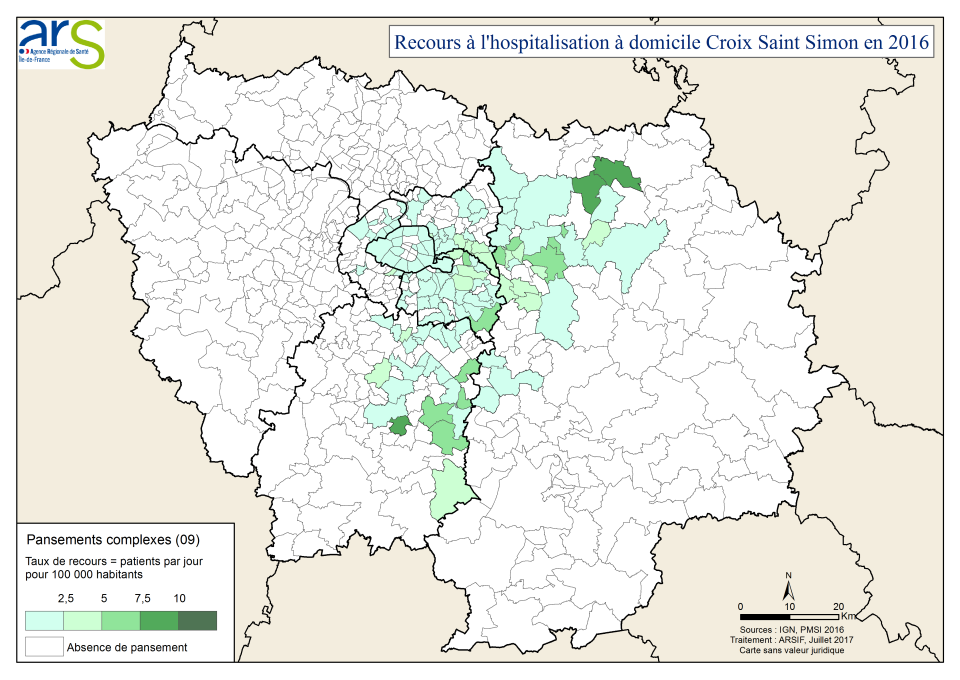 ars
Agence Régionale de Santé
Île-de-France
Recours à l'hospitalisation à domicile Croix Saint Simon en 2016
Pansements complexes (09)
Taux de recours = patients par jour
pour 100 000 habitants
2,5 5 7,5 10
Absence de pansement
N
0 10 20
Km
Sources : IGN, PMSI 2016
Traitement : ARSIF, Juillet 2017
Carte sans valeur juridique